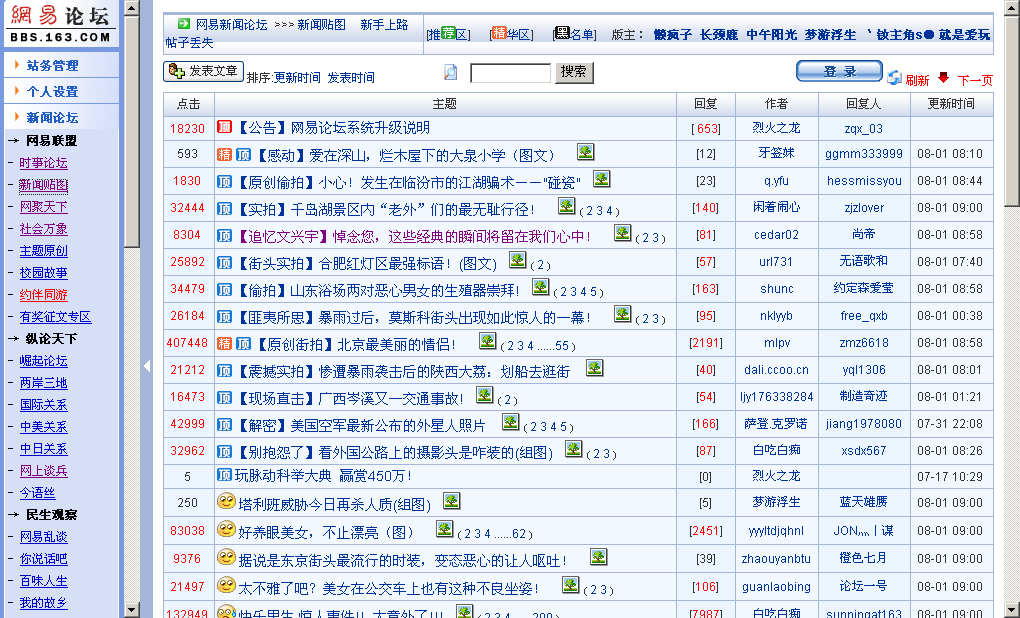 網易论坛
BBS.163.COM
站务管理
个人设置
新闻论坛
→ 网易联盟
- 时事论坛
- 新闻贴图
- 网聚天下
- 社会万象
- 主题原创
- 校园故事
- 约伴同游
- 有奖征文专区
→ 纵论天下
- 崛起论坛
- 两岸三地
- 国际关系
- 中美关系
- 中日关系
- 网上谈兵
- 今语丝
→ 民生观察
- 网易乱谈
- 你说话吧
- 百味人生
- 我的故乡
网易新闻论坛 >>> 新闻贴图 新手上路
帖子丢失
[推荐区] [精华区] [黑名单] 版主: 懒疯子 长颈鹿 中午阳光 梦游浮生
就是爱玩
发表文章 排序:更新时间 发表时间 搜索 登录 刷新 下一页
点击 主题 回复 作者 回复人 更新时间
18230 顶【公告】网易论坛系统升级说明 [653] 烈火之龙 zqx_03
593 精 顶【感动】爱在深山，烂木屋下的大泉小学（图文） [12] 牙签妹 ggmm333999 08-01 08:10
1830 顶【原创偷拍】小心！发生在临汾市的江湖骗术－－"碰瓷" [23] q.yfu hessmissyou 08-01 08:44
32444 顶【实拍】千岛湖景区内“老外”们的最无耻行径！ (2 3 4) [140] 闲着闹心 zjzlover 08-01 09:00
8304 顶【追忆文兴宇】悼念您，这些经典的瞬间将留在我们心中！ (2 3) [81] cedar02 尚帝 08-01 08:58
25892 顶【街头实拍】合肥红灯区最强标语！(图文) (2) [57] url731 无语歌和 08-01 07:40
34479 顶【偷拍】山东浴场两对恶心男女的生殖器崇拜！ (2 3 4 5) [163] shunc 约定森爱莹 08-01 08:58
26184 顶【匪夷所思】暴雨过后，莫斯科街头出现如此惊人的一幕！ (2 3) [95] nklyyb free_qxb 08-01 00:38
407448 精 顶【原创街拍】北京最美丽的情侣！ (2 3 4 ......55) [2191] mlpv zmz6618 08-01 08:58
21212 顶【震撼实拍】惨遭暴雨袭击后的陕西大荔：划船去逛街 [40] dali.ccoo.cn yql1306 08-01 08:01
16473 顶【现场直击】广西岑溪又一交通事故！ (2) [54] ljy176338284 制造奇迹 08-01 01:21
42999 顶【解密】美国空军最新公布的外星人照片 (2 3 4 5) [166] 萨登.克罗诺 jiang1978080 07-31 22:08
32962 顶【别抱怨了】看外国公路上的摄影头是咋装的(组图) (2 3) [87] 白吃白痴 xsdx567 08-01 08:26
5 顶玩脉动科举大典 赢赏450万！ [0] 烈火之龙 07-17 10:29
250 塔利班威胁今日再杀人质(组图) [5] 梦游浮生 蓝天雄赝 08-01 09:00
83038 好养眼美女，不止漂亮（图） (2 3 4 ......62) [2451] yyyltdjqhnl 08-01 09:00
9376 据说是东京街头最流行的时装，变态恶心的让人呕吐！ [39] zhaouyanbtu 橙色七月 08-01 09:00
21497 太不雅了吧？美女在公交车上也有这种不良坐姿！ (2 3) [106] guanlaobing 论坛一号 08-01 09:00
132949 [7987] 白吃白痴 sunningat163 08-01 09:00